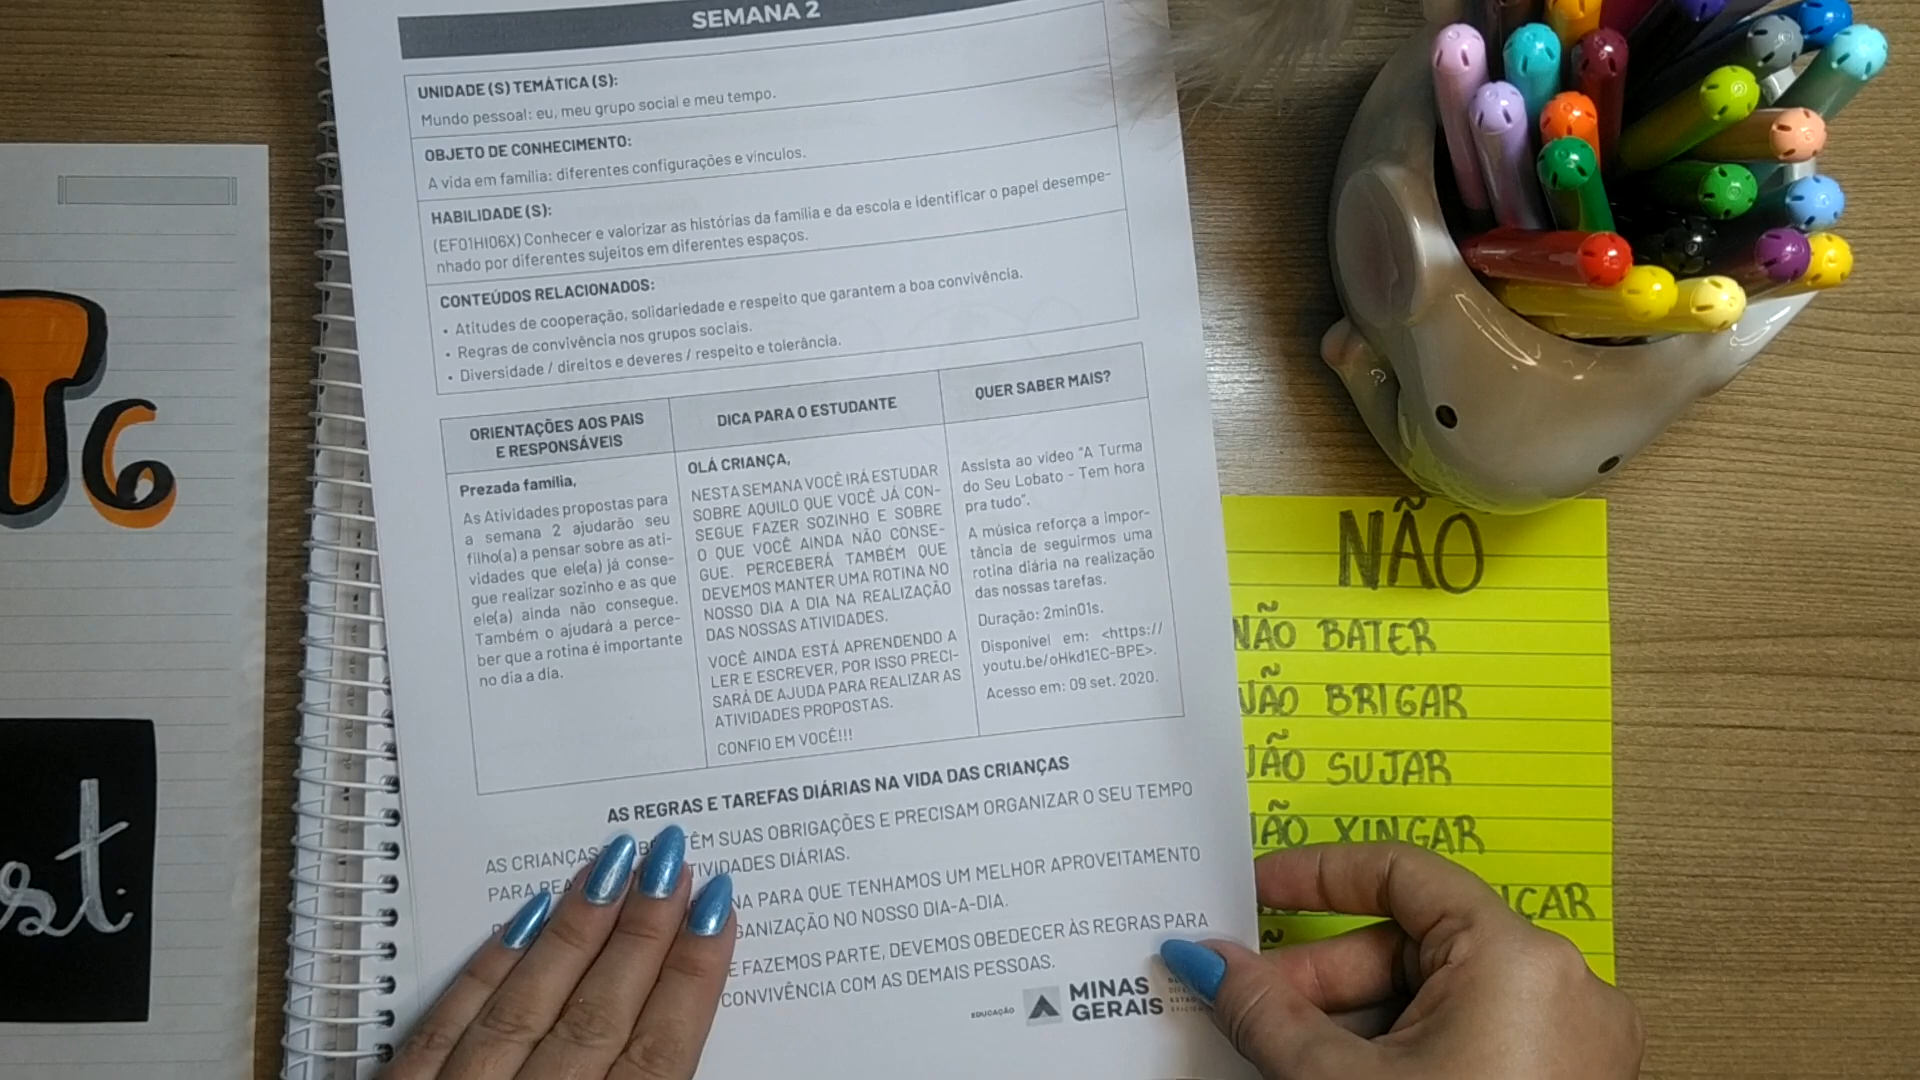 SEMANA 2
UNIDADE (S) TEMÁTICA (S):
Mundo pessoal: eu, meu grupo social e meu tempo.
OBJETO DE CONHECIMENTO:
A vida em família: diferentes configurações e vínculos.
HABILIDADE (S):
(EF01HI06X) Conhecer e valorizar as histórias da família e da escola e identificar o papel desempe-
nhado por diferentes sujeitos em diferentes espaços.
CONTEÚDOS RELACIONADOS:
• Atitudes de cooperação, solidariedade e respeito que garantem a boa convivência.
• Regras de convivência nos grupos sociais.
• Diversidade / direitos e deveres / respeito e tolerância.
ORIENTAÇÕES AOS PAIS
E RESPONSÁVEIS
Prezada família,
As Atividades propostas para
a semana 2 ajudarão seu
filho(a) a pensar sobre as ati-
vidades que ele(a) já conse-
gue realizar sozinho e as que
ele(a) ainda não consegue.
Também o ajudará a perce-
ber que a rotina é importante
no dia a dia.
DICA PARA O ESTUDANTE
OLÁ CRIANÇA,
NESTA SEMANA VOCÊ IRÁ ESTUDAR
SOBRE AQUILO QUE VOCÊ JÁ CON-
SEGUE FAZER SOZINHO E SOBRE
O QUE VOCÊ AINDA NÃO CONSE-
GUE. PERCEBERÁ TAMBÉM QUE
DEVEMOS MANTER UMA ROTINA NO
NOSSO DIA A DIA NA REALIZAÇÃO
DAS NOSSAS ATIVIDADES.
VOCÊ AINDA ESTÁ APRENDENDO A
LER E ESCREVER, POR ISSO PRECI-
SARÁ DE AJUDA PARA REALIZAR AS
ATIVIDADES PROPOSTAS.
CONFIO EM VOCÊ!!!
QUER SABER MAIS?
Assista ao vídeo "A Turma
do Seu Lobato - Tem hora
pra tudo".
A música reforça a impor-
tância de seguirmos uma
rotina diária na realização
das nossas tarefas.
Duração: 2min01s.
Disponível em: <https://
youtu.be/oHkd1EC-BPE>.
Acesso em: 09 set. 2020.
AS REGRAS E TAREFAS DIÁRIAS NA VIDA DAS CRIANÇAS
AS CRIANÇAS TÊM SUAS OBRIGAÇÕES E PRECISAM ORGANIZAR O SEU TEMPO
PARA DIÁRIAS.
PARA QUE TENHAMOS UM MELHOR APROVEITAMENTO
NO NOSSO DIA-A-DIA.
E FAZEMOS PARTE, DEVEMOS OBEDECER ÀS REGRAS PARA
CONVIVÊNCIA COM AS DEMAIS PESSOAS.
EDUCAÇÃO
MINAS
GERAIS
NÃO
NÃO BATER
NÃO BRIGAR
NÃO SUJAR
NÃO XINGAR